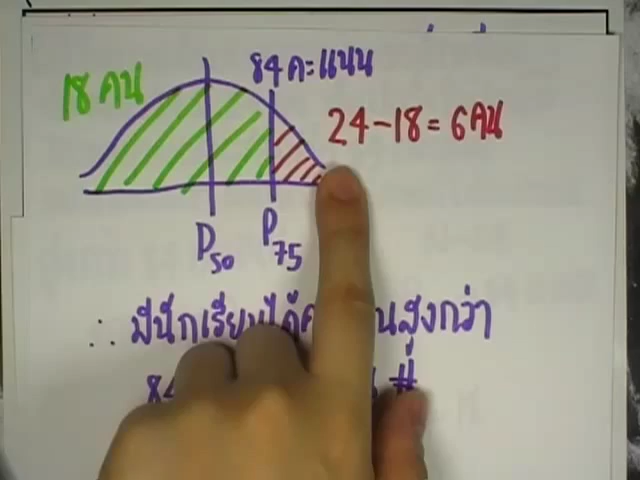 18 คน
84 คะแนน
24-18 = 6 คน
P50
P75
∴ มีนักเรียนได้ค นสูงกว่า
84 #